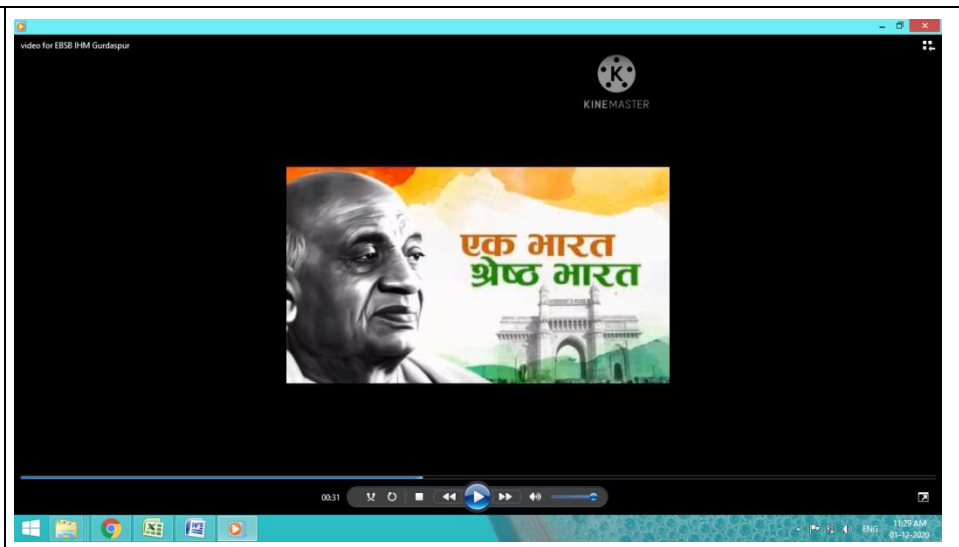 video for EBSB IHM Gurdaspur
K
KINEMASTER
एक भारत
श्रेष्ठ भारत
00:31
ENG
11:29 AM
01-12-2020